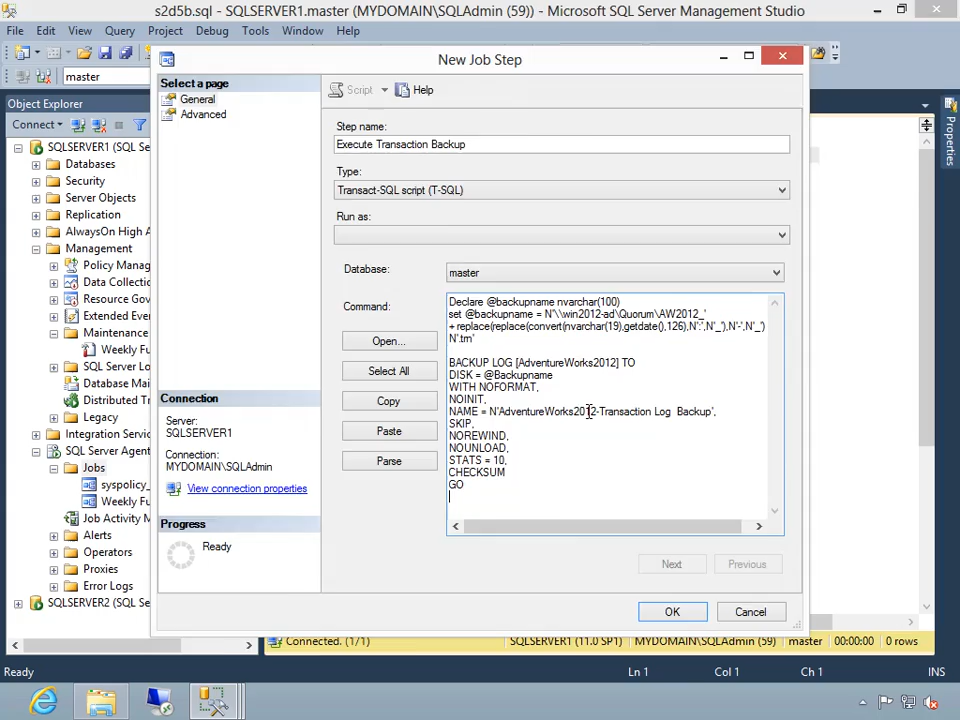 s2d5b.sql - SQLSERVER1.master (MYDOMAIN\SQLAdmin (59)) - Microsoft SQL Server Management Studio
File Edit View Query Project Debug Tools Window Help
master
Object Explorer
Connect
SQLSERVER1 (SQL Se
Databases
Security
Server Objects
Replication
AlwaysOn High A
Management
Policy Manag
Data Collectio
Resource Gov
Extended Even
Maintenance
Weekly Fu
SQL Server Lo
Database Mai
Distributed
Legacy
Integration Servic
SQL Server Agent
Jobs
syspolicy_
Weekly Fu
Job Activity M
Alerts
Operators
Proxies
Error Logs
SQLSERVER2 (SQL Se
Ready
New Job Step
Select a page
General
Advanced
Connection
Server:
SQLSERVER1
Connection:
MYDOMAIN\SQLAdmin
View connection properties
Progress
Ready
Script Help
Step name:
Execute Transaction Backup
Type:
Transact-SQL script (T-SQL)
Run as:
Database:
master
Command:
Open...
Select All
Copy
Paste
Parse
Declare @backupname nvarchar(100)
set @backupname = N'\\win2012-ad\Quorum\AW2012_'
+ replace(replace(convert(nvarchar(19),getdate(),126),N':',N'_'),N'-',N'_')
N'.trn'
BACKUP LOG [AdventureWorks2012] TO
DISK = @Backupname
WITH NOFORMAT,
NOINIT,
NAME = N'AdventureWorks2012-Transaction Log  Backup',
SKIP,
NOREWIND,
NOUNLOAD,
STATS = 10,
CHECKSUM
GO
Next Previous
OK Cancel
Properties
Connected. (1/1) SQLSERVER1 (11.0 SP1) MYDOMAIN\SQLAdmin (59) master 00:00:00 0 rows
Ln 1 Col 1 Ch 1 INS